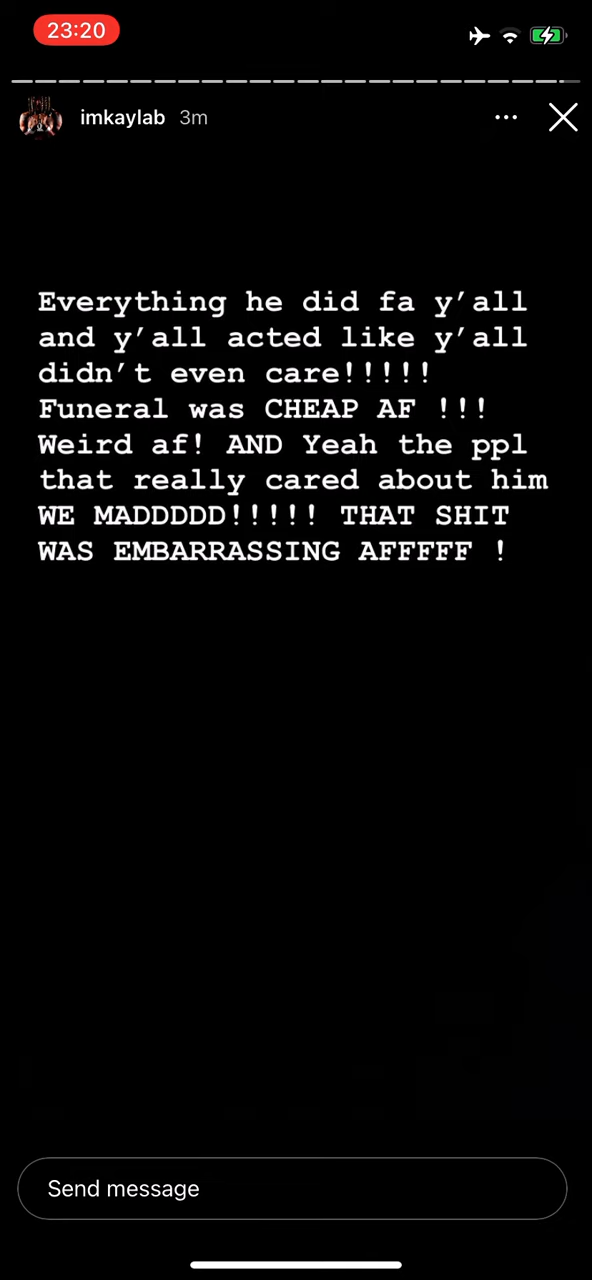 23:20
imkaylab 3m
Everything he did fa y’all
and y’all acted like y’all
didn’t even care!!!!!
Funeral was CHEAP AF !!!
Weird af! AND Yeah the ppl
that really cared about him
WE MADDDDD!!!!! THAT SHIT
WAS EMBARRASSING AFFFFF !
Send message